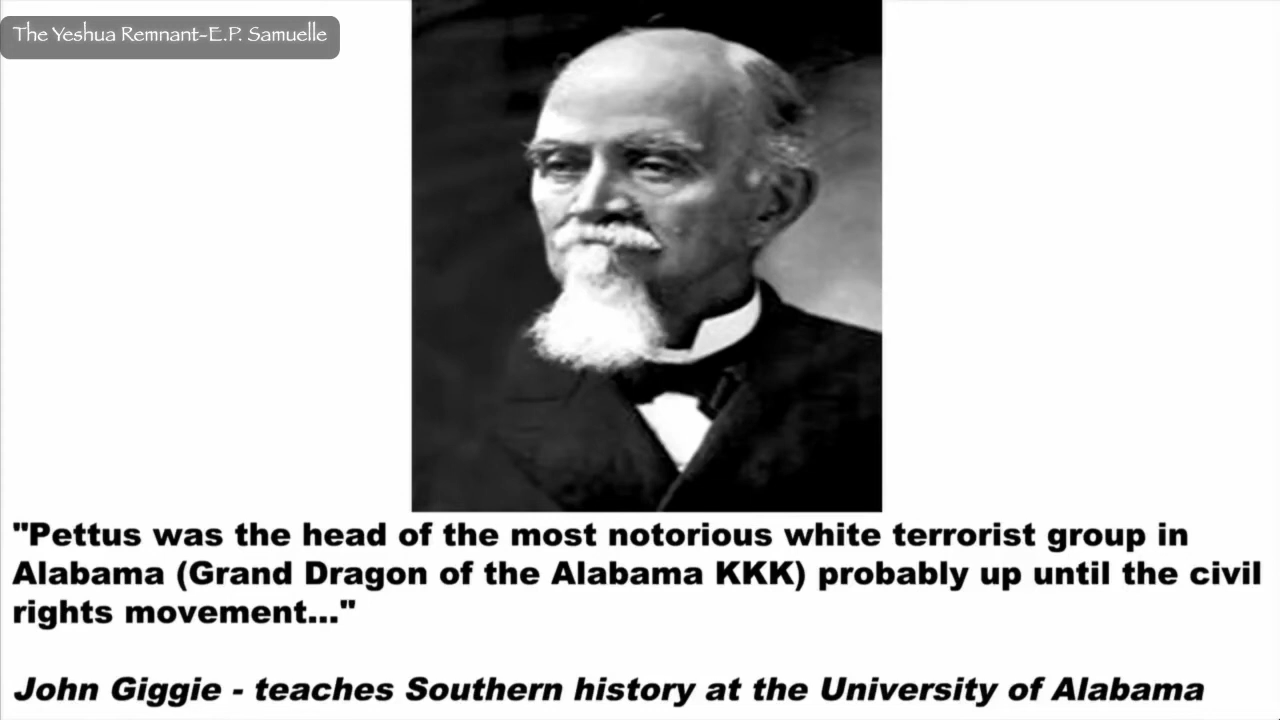 The Yeshua Remnant-E.P. Samuelle
"Pettus was the head of the most notorious white terrorist group in
Alabama (Grand Dragon of the Alabama KKK) probably up until the civil
rights movement..."
John Giggie - teaches Southern history at the University of Alabama